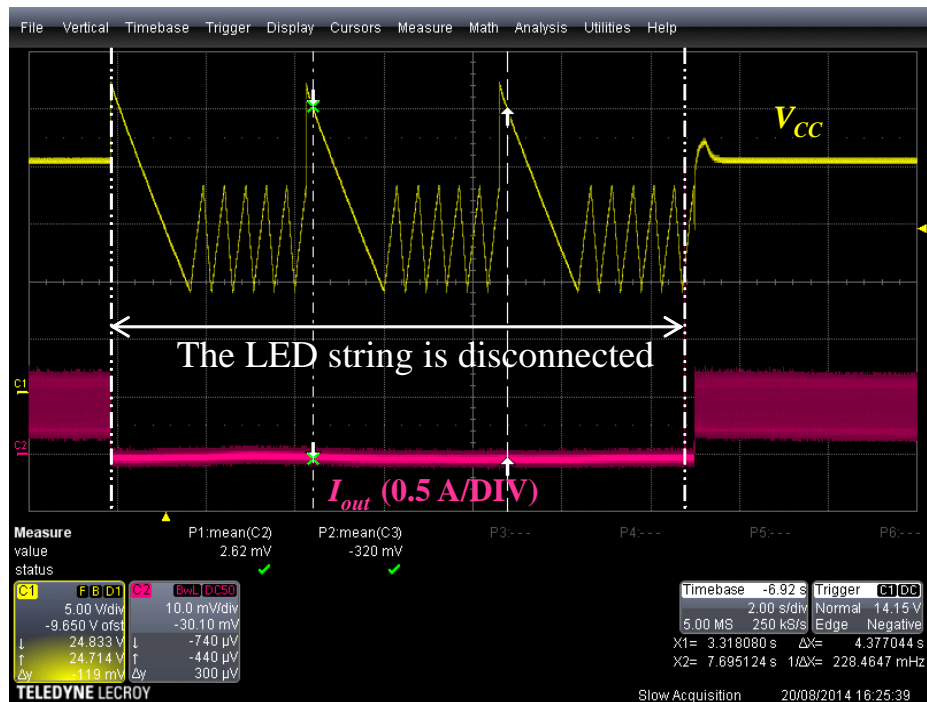 File Vertical Timebase Trigger Display Cursors Measure Math Analysis Utilities Help
V_CC
The LED string is disconnected
C1
C2
I_out (0.5 A/DIV)
Measure P1:mean(C2) P2:mean(C3) P3:--- P4:--- P5:--- P6:---
value 2.62 mV -320 mV
status
C1 F B D1 C2 BwL DC50 Timebase -6.92 s Trigger C1 DC
5.00 V/div 10.0 mV/div 2.00 s/div Normal 14.15 V
-9.650 V ofst -30.10 mV 5.00 MS 250 kS/s Edge Negative
↓ 24.833 V ↓ -740 µV X1= 3.318080 s ΔX= 4.377044 s
↑ 24.714 V ↑ -440 µV X2= 7.695124 s 1/ΔX= 228.4647 mHz
Δy -119 mV Δy 300 µV
TELEDYNE LECROY Slow Acquisition 20/08/2014 16:25:39